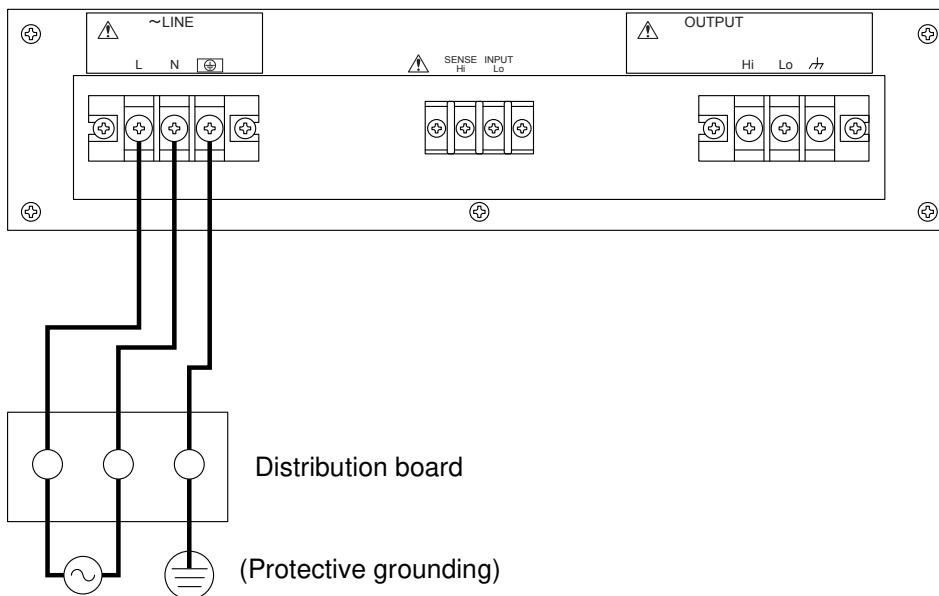 ~LINE
L N
SENSE INPUT
Hi Lo
OUTPUT
Hi Lo
Distribution board
(Protective grounding)